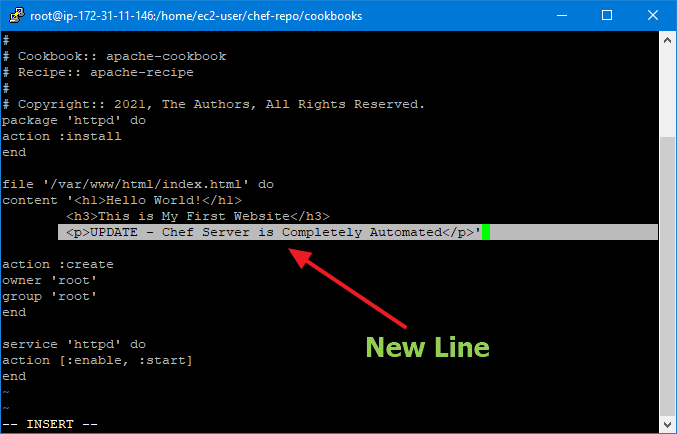 root@ip-172-31-11-146:/home/ec2-user/chef-repo/cookbooks
#
# Cookbook:: apache-cookbook
# Recipe:: apache-recipe
#
# Copyright:: 2021, The Authors, All Rights Reserved.
package 'httpd' do
action :install
end
file '/var/www/html/index.html' do
content '<h1>Hello World!</h1>
<h3>This is My First Website</h3>
<p>UPDATE - Chef Server is Completely Automated</p>'
action :create
owner 'root'
group 'root'
end
New Line
service 'httpd' do
action [:enable, :start]
end
~
~
-- INSERT --